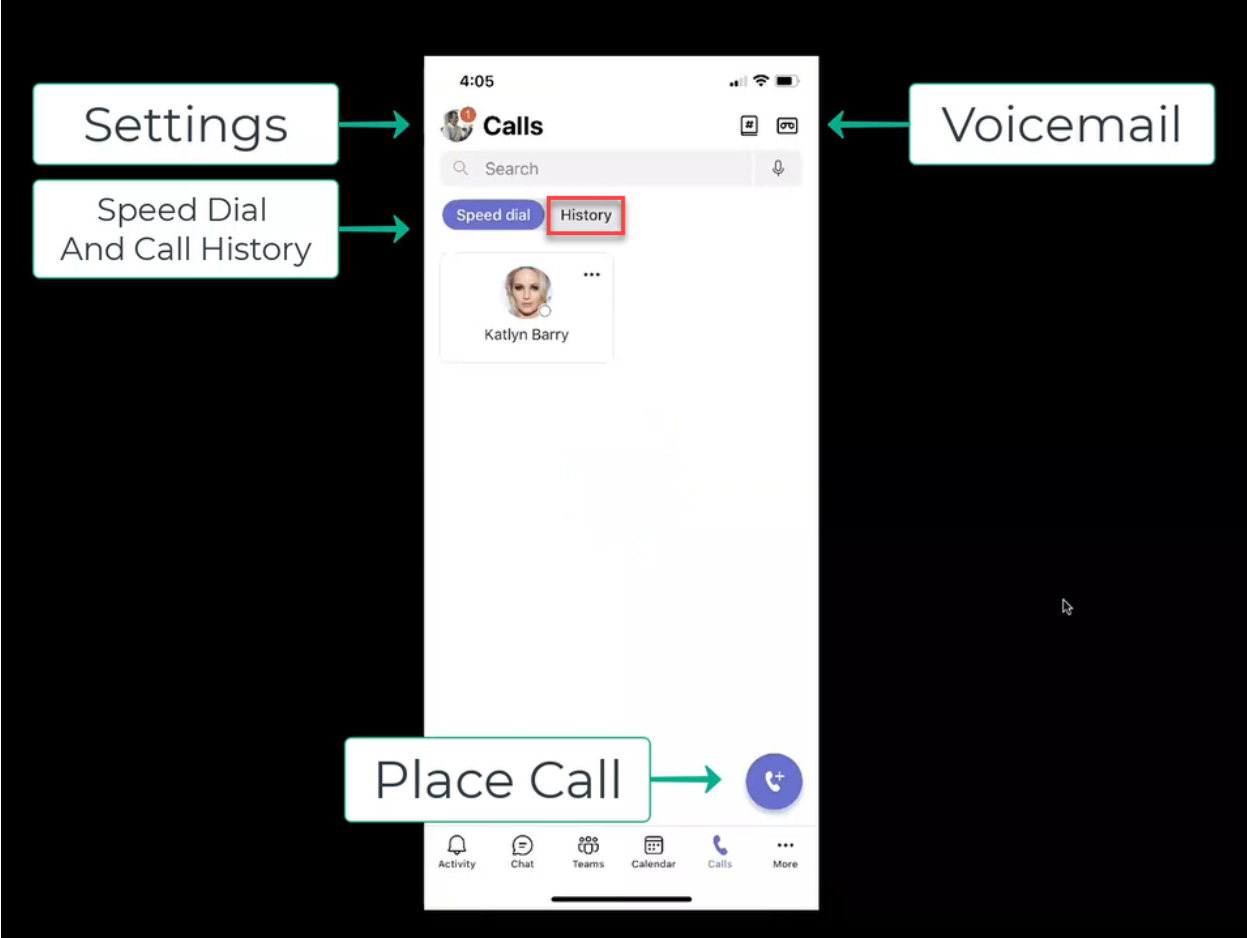 4:05
Settings
1
Calls
#
Voicemail
Search
Speed Dial
And Call History
Speed dial
History
Katlyn Barry
Place Call
Activity
Chat
Teams
Calendar
Calls
More